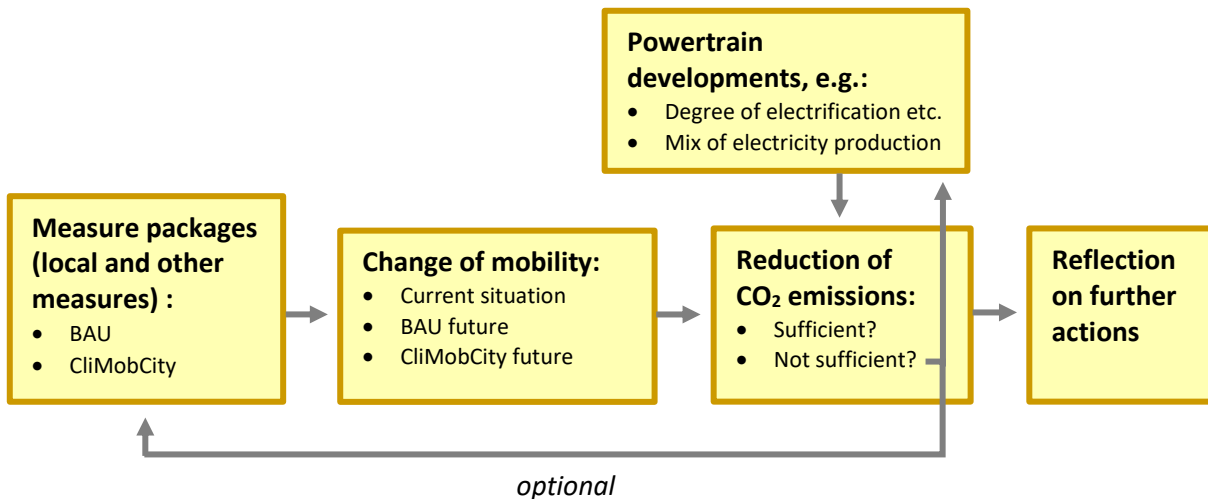 Powertrain
developments, e.g.:
• Degree of electrification etc.
• Mix of electricity production
Measure packages
(local and other
measures) :
• BAU
• CliMobCity
Change of mobility:
• Current situation
• BAU future
• CliMobCity future
Reduction of
CO₂ emissions:
• Sufficient?
• Not sufficient?
Reflection
on further
actions
optional